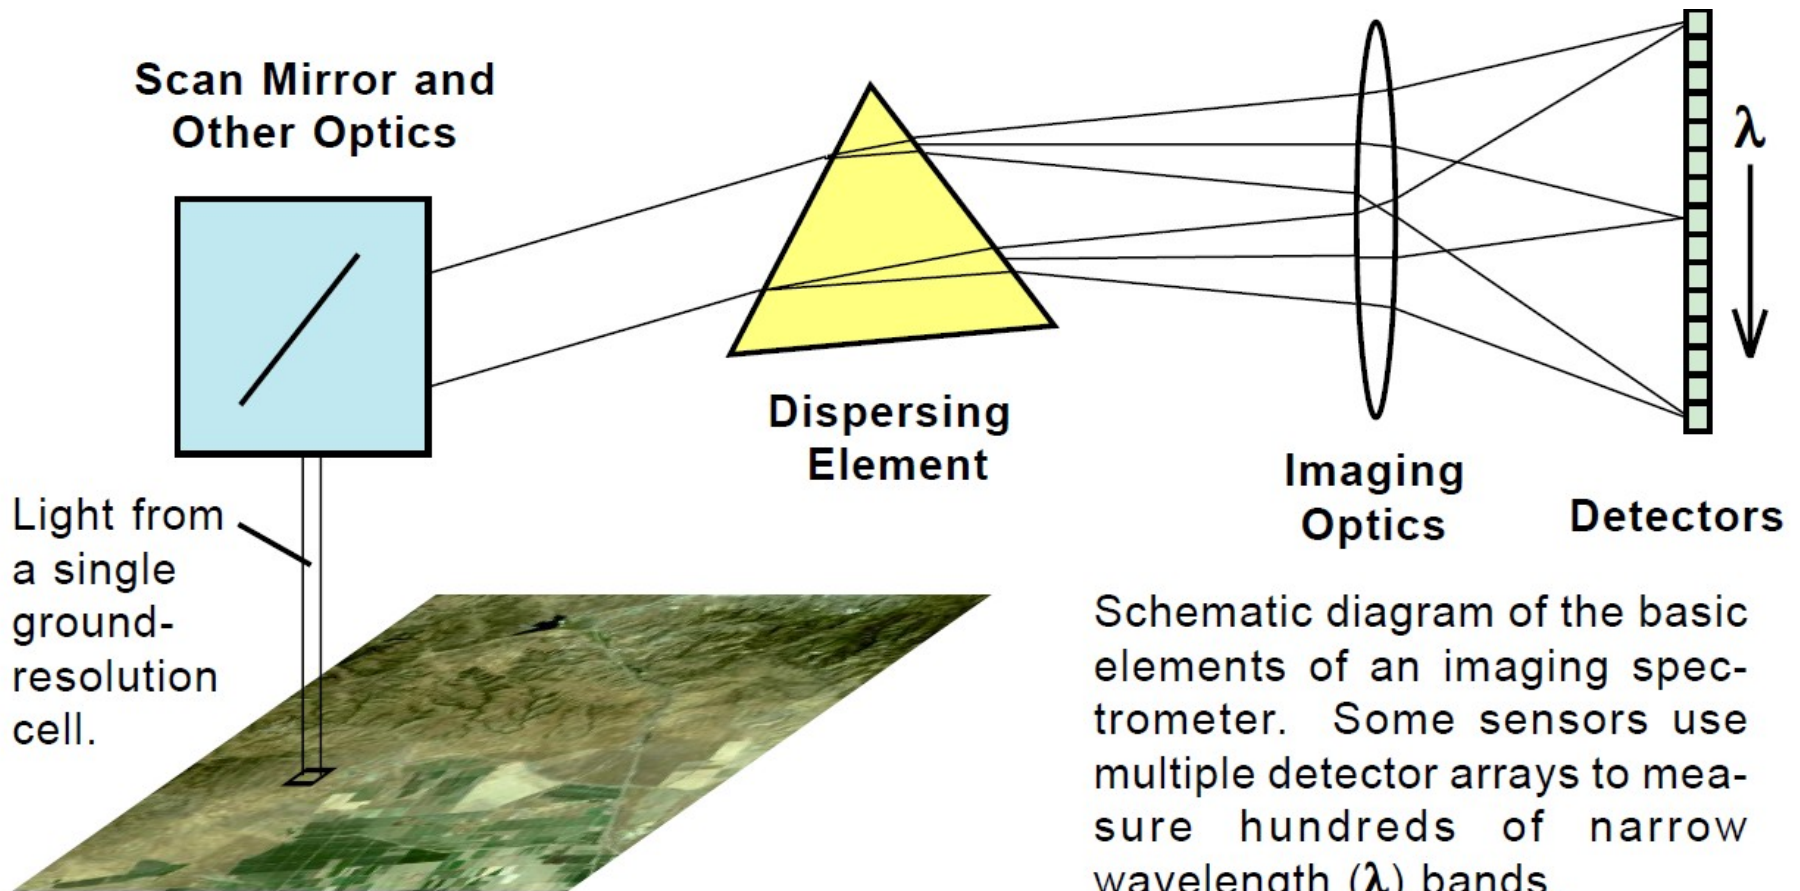 Scan Mirror and
Other Optics
λ
Dispersing
Element
Imaging
Optics
Detectors
Light from
a single
ground-
resolution
cell.
Schematic diagram of the basic
elements of an imaging spec-
trometer. Some sensors use
multiple detector arrays to mea-
sure hundreds of narrow
wavelength (λ) bands